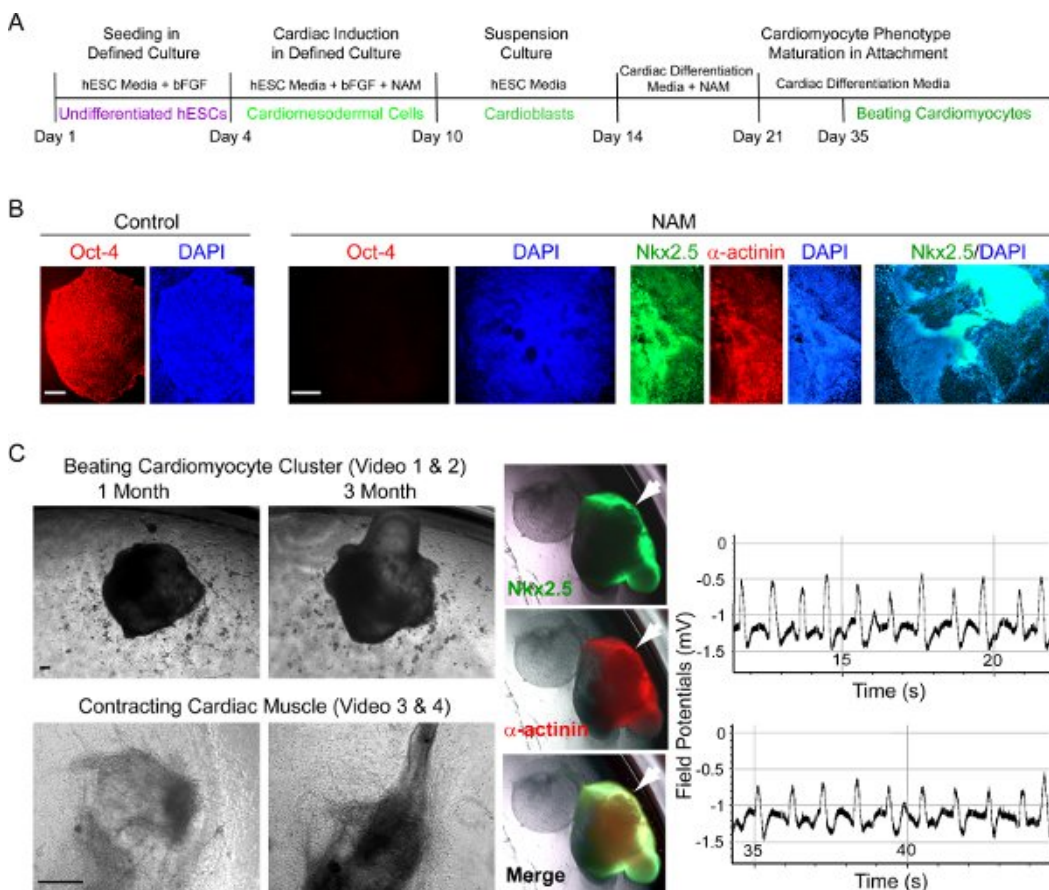 A
Seeding in
Defined Culture
Cardiac Induction
in Defined Culture
Suspension
Culture
Cardiomyocyte Phenotype
Maturation in Attachment
hESC Media + bFGF
hESC Media + bFGF + NAM
hESC Media
Cardiac Differentiation
Media + NAM
Cardiac Differentiation Media
Undifferentiated hESCs
Cardiomesodermal Cells
Cardioblasts
Beating Cardiomyocytes
Day 1
Day 4
Day 10
Day 14
Day 21
Day 35
B
Control
NAM
Oct-4
DAPI
Oct-4
DAPI
Nkx2.5
α-actinin
DAPI
Nkx2.5/DAPI
C
Beating Cardiomyocyte Cluster (Video 1 & 2)
1 Month
3 Month
Contracting Cardiac Muscle (Video 3 & 4)
Nkx2.5
α-actinin
Merge
Field Potentials (mV)
0
-0.5
-1
-1.5
15
20
Time (s)
0
-0.5
-1
-1.5
35
40
Time (s)